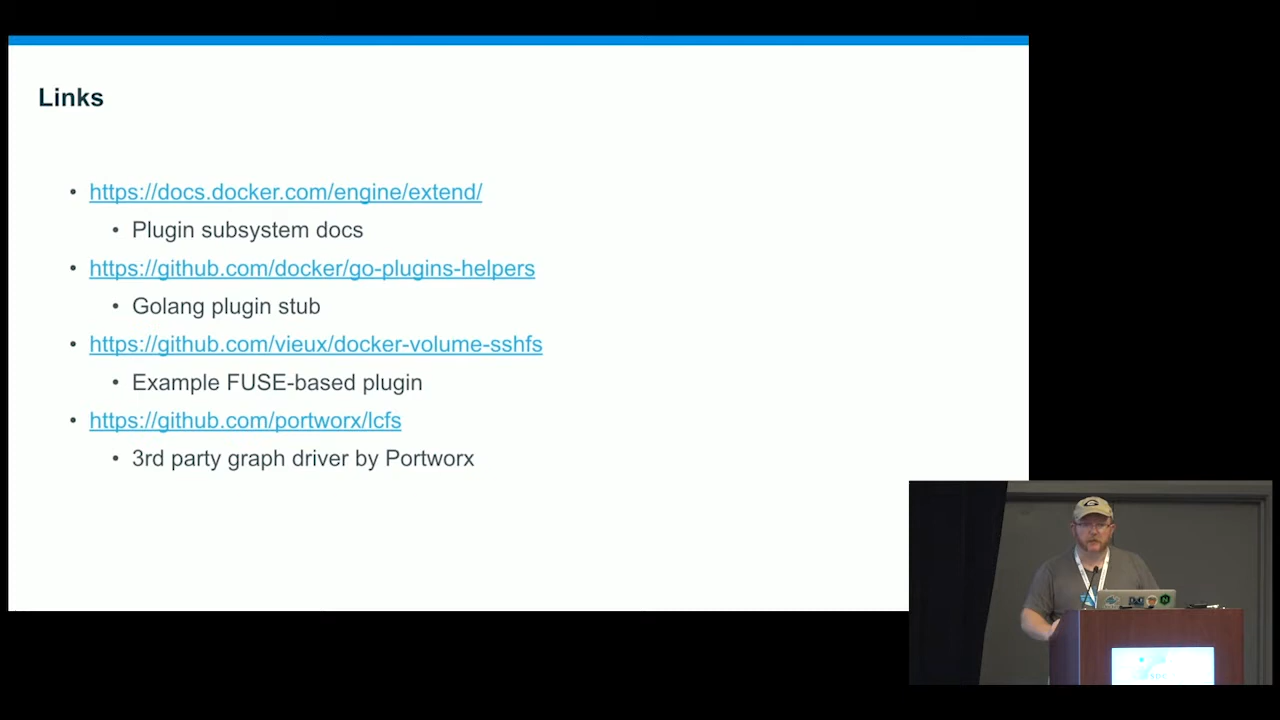 Links
• https://docs.docker.com/engine/extend/
• Plugin subsystem docs
• https://github.com/docker/go-plugins-helpers
• Golang plugin stub
• https://github.com/vieux/docker-volume-sshfs
• Example FUSE-based plugin
• https://github.com/portworx/lcfs
• 3rd party graph driver by Portworx